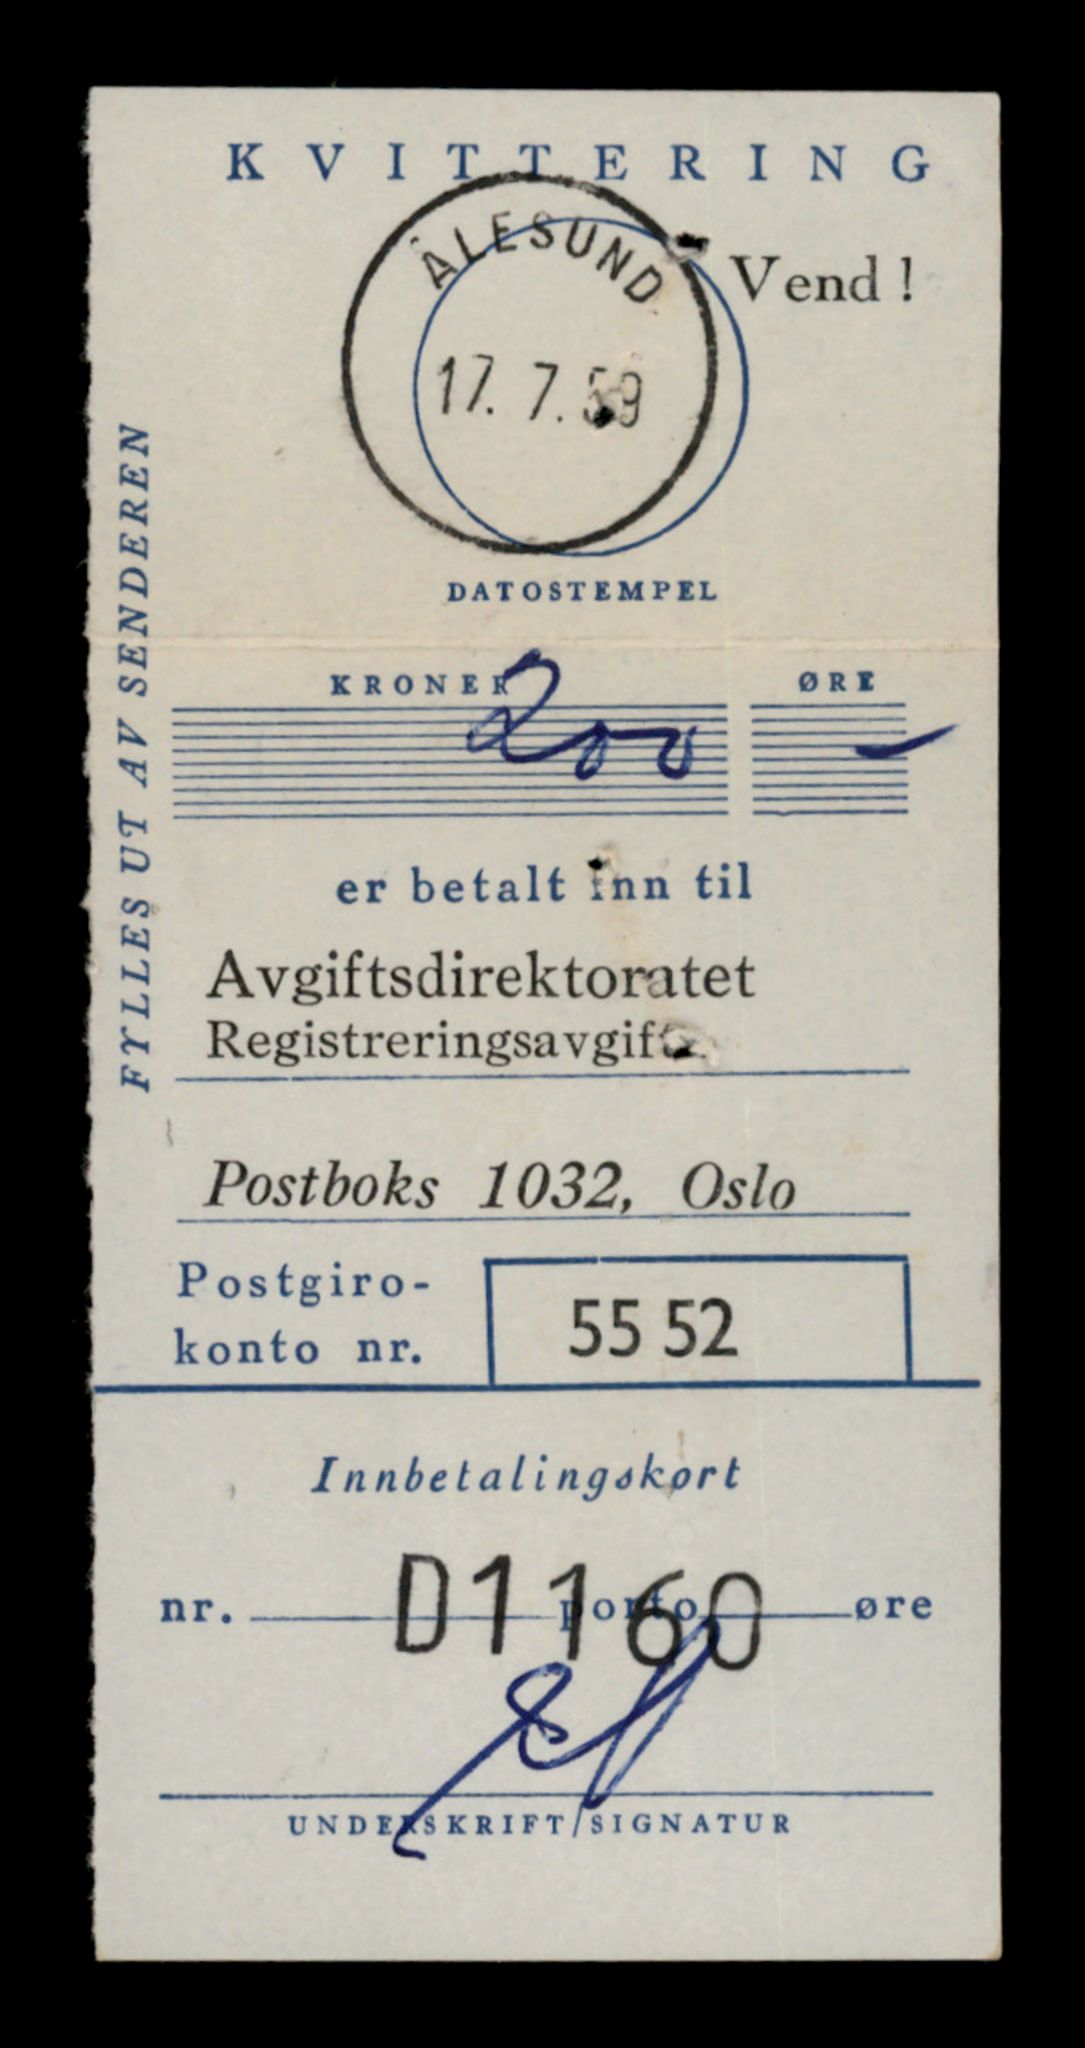 KVITTERING
ÅLESUND
Vend !
17. 7. 59
DATOSTEMPEL
FYLLES UT AV SENDEREN
KRONER ØRE
200 –
er betalt inn til
Avgiftsdirektoratet
Registreringsavgift
Postboks 1032, Oslo
Postgiro-
konto nr.
55 52
Innbetalingskort
nr. porto øre
D1160
UNDERSKRIFT/SIGNATUR